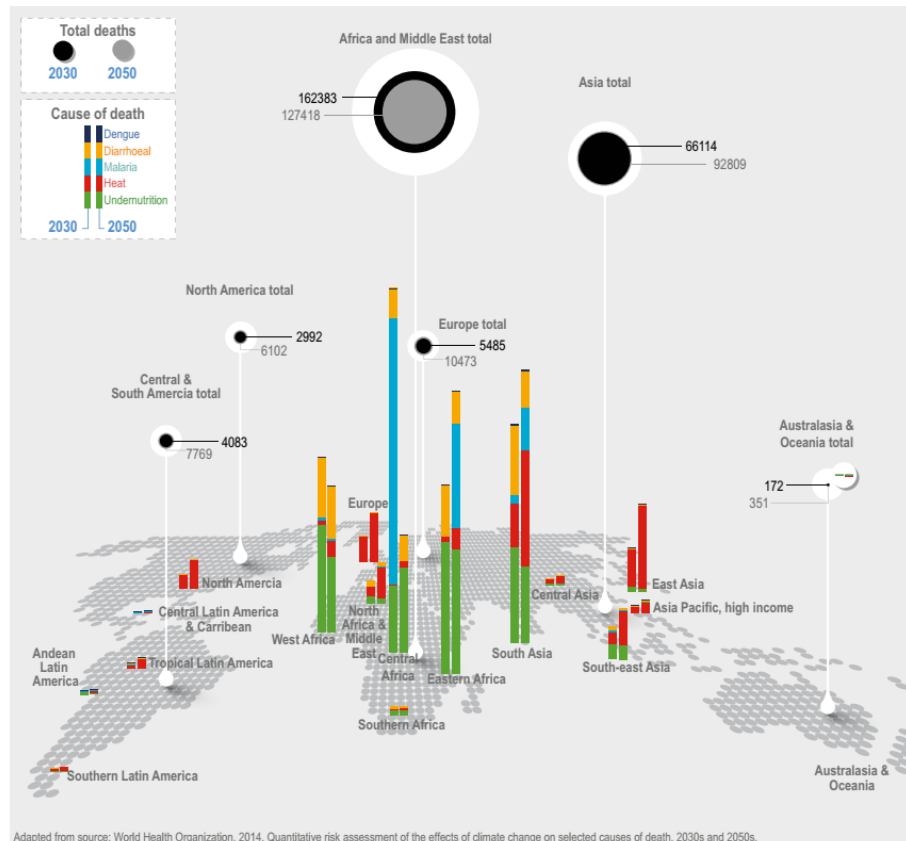 Total deaths
2030 2050
Cause of death
Dengue
Diarrhoeal
Malaria
Heat
Undernutrition
2030 2050
Africa and Middle East total
162383
127418
Asia total
66114
92809
North America total
2992
6102
Europe total
5485
10473
Central &
South Amercia total
4083
7769
Australasia &
Oceania total
172
351
Europe
North Amercia
Central Latin America
& Carribean
Andean
Latin
America
Tropical Latin America
Southern Latin America
West Africa
North
Africa &
Middle
East
Central
Africa
Eastern Africa
Southern Africa
South Asia
Central Asia
East Asia
Asia Pacific, high income
South-east Asia
Australasia &
Oceania
Adapted from source: World Health Organization, 2014, Quantitative risk assessment of the effects of climate change on selected causes of death, 2030s and 2050s.